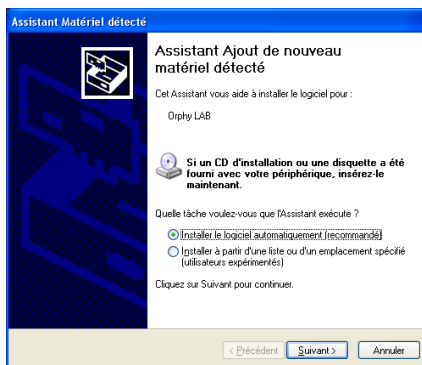 Assistant Matériel détecté
Assistant Ajout de nouveau
matériel détecté
Cet Assistant vous aide à installer le logiciel pour :
Orphy LAB
Si un CD d'installation ou une disquette a été
fourni avec votre périphérique, insérez-le
maintenant.
Quelle tâche voulez-vous que l'Assistant exécute ?
Installer le logiciel automatiquement (recommandé)
Installer à partir d'une liste ou d'un emplacement spécifié
(utilisateurs expérimentés)
Cliquez sur Suivant pour continuer.
< Précédent Suivant > Annuler